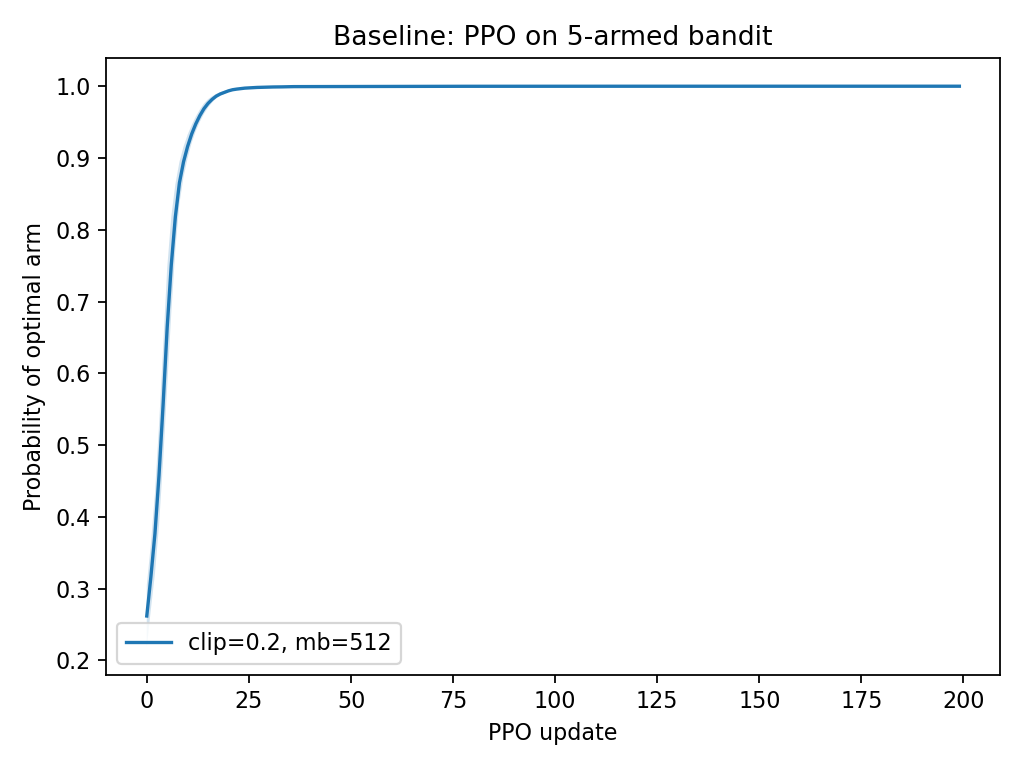 Baseline: PPO on 5-armed bandit
Probability of optimal arm
1.0
0.9
0.8
0.7
0.6
0.5
0.4
0.3
0.2
clip=0.2, mb=512
0 25 50 75 100 125 150 175 200
PPO update